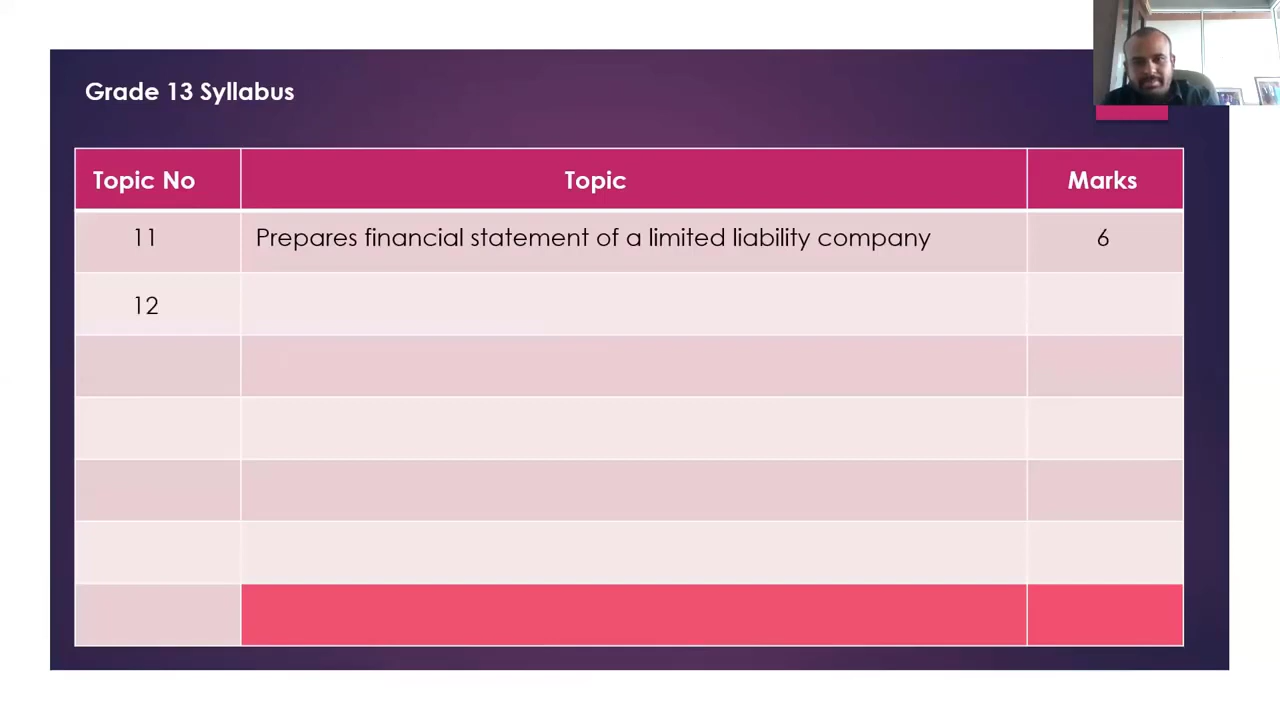 Grade 13 Syllabus
Topic No Topic Marks
11 Prepares financial statement of a limited liability company 6
12